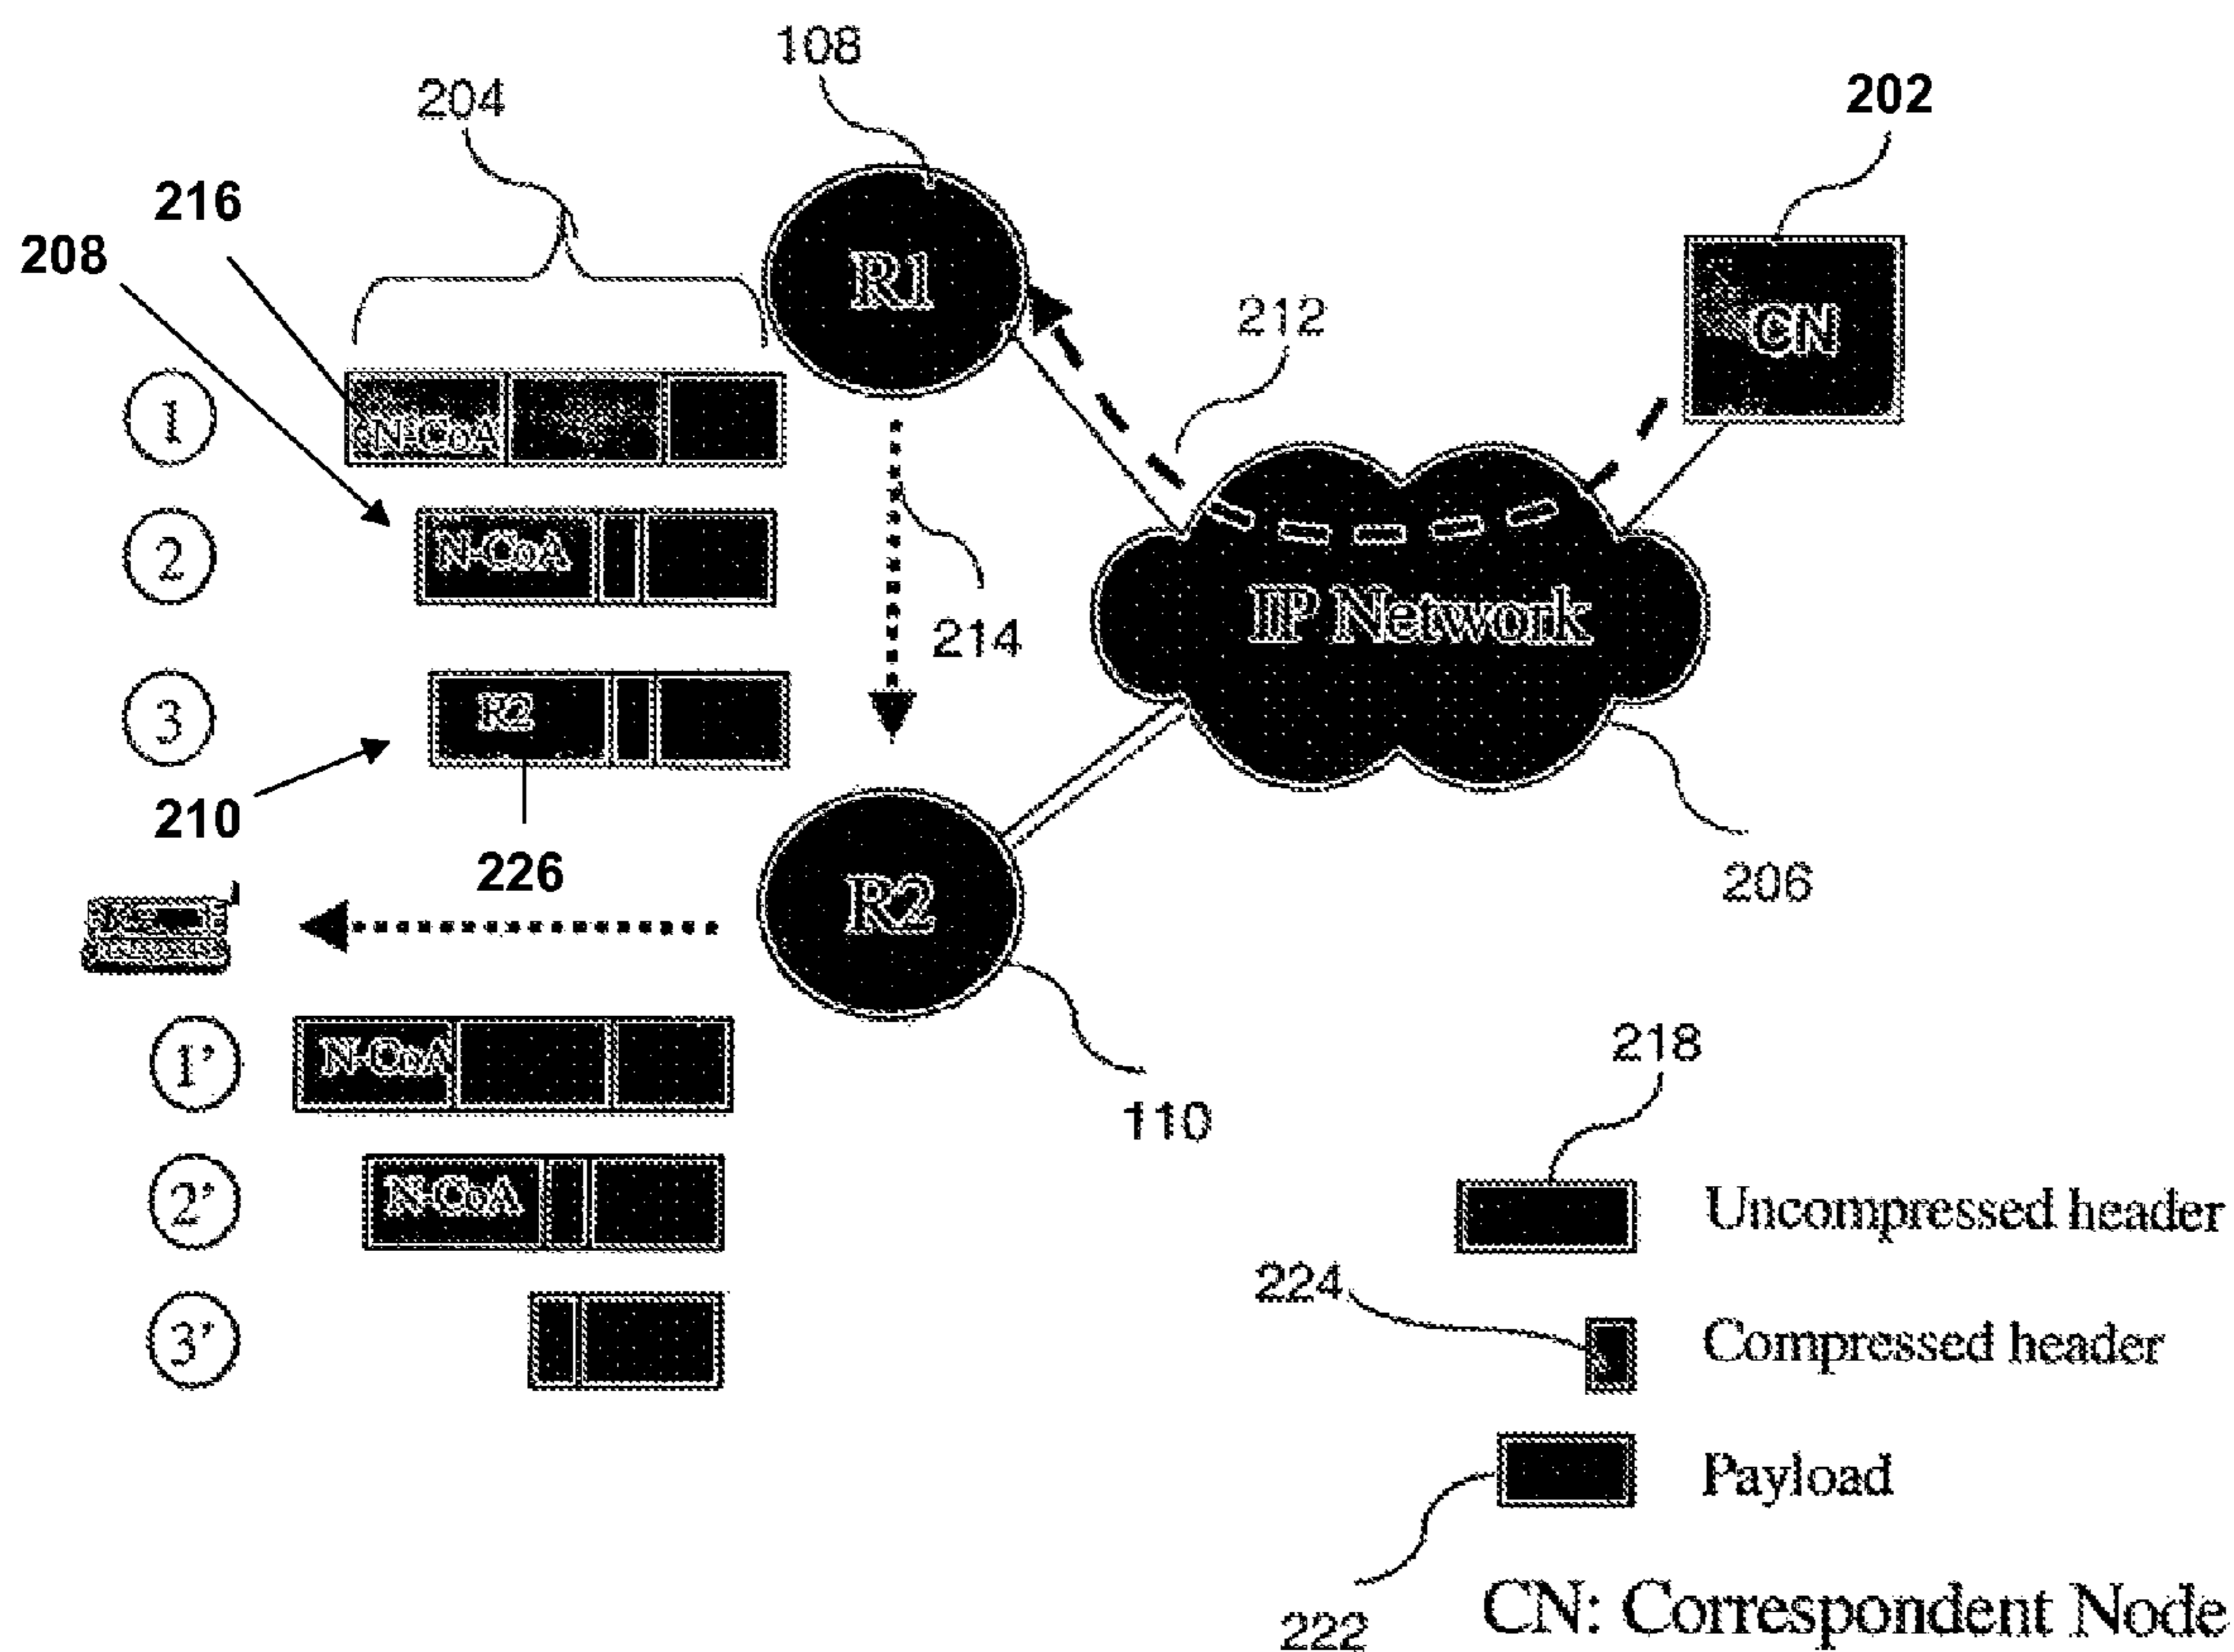 108
204
202
216
208
R1
212
CN
1
N-CoA
2
N-CoA
214
IP Network
3
R2
210
226
206
R2
1'
N-CoA
218
110
2'
N-CoA
Uncompressed header
224
3'
Compressed header
Payload
222
CN: Correspondent Node